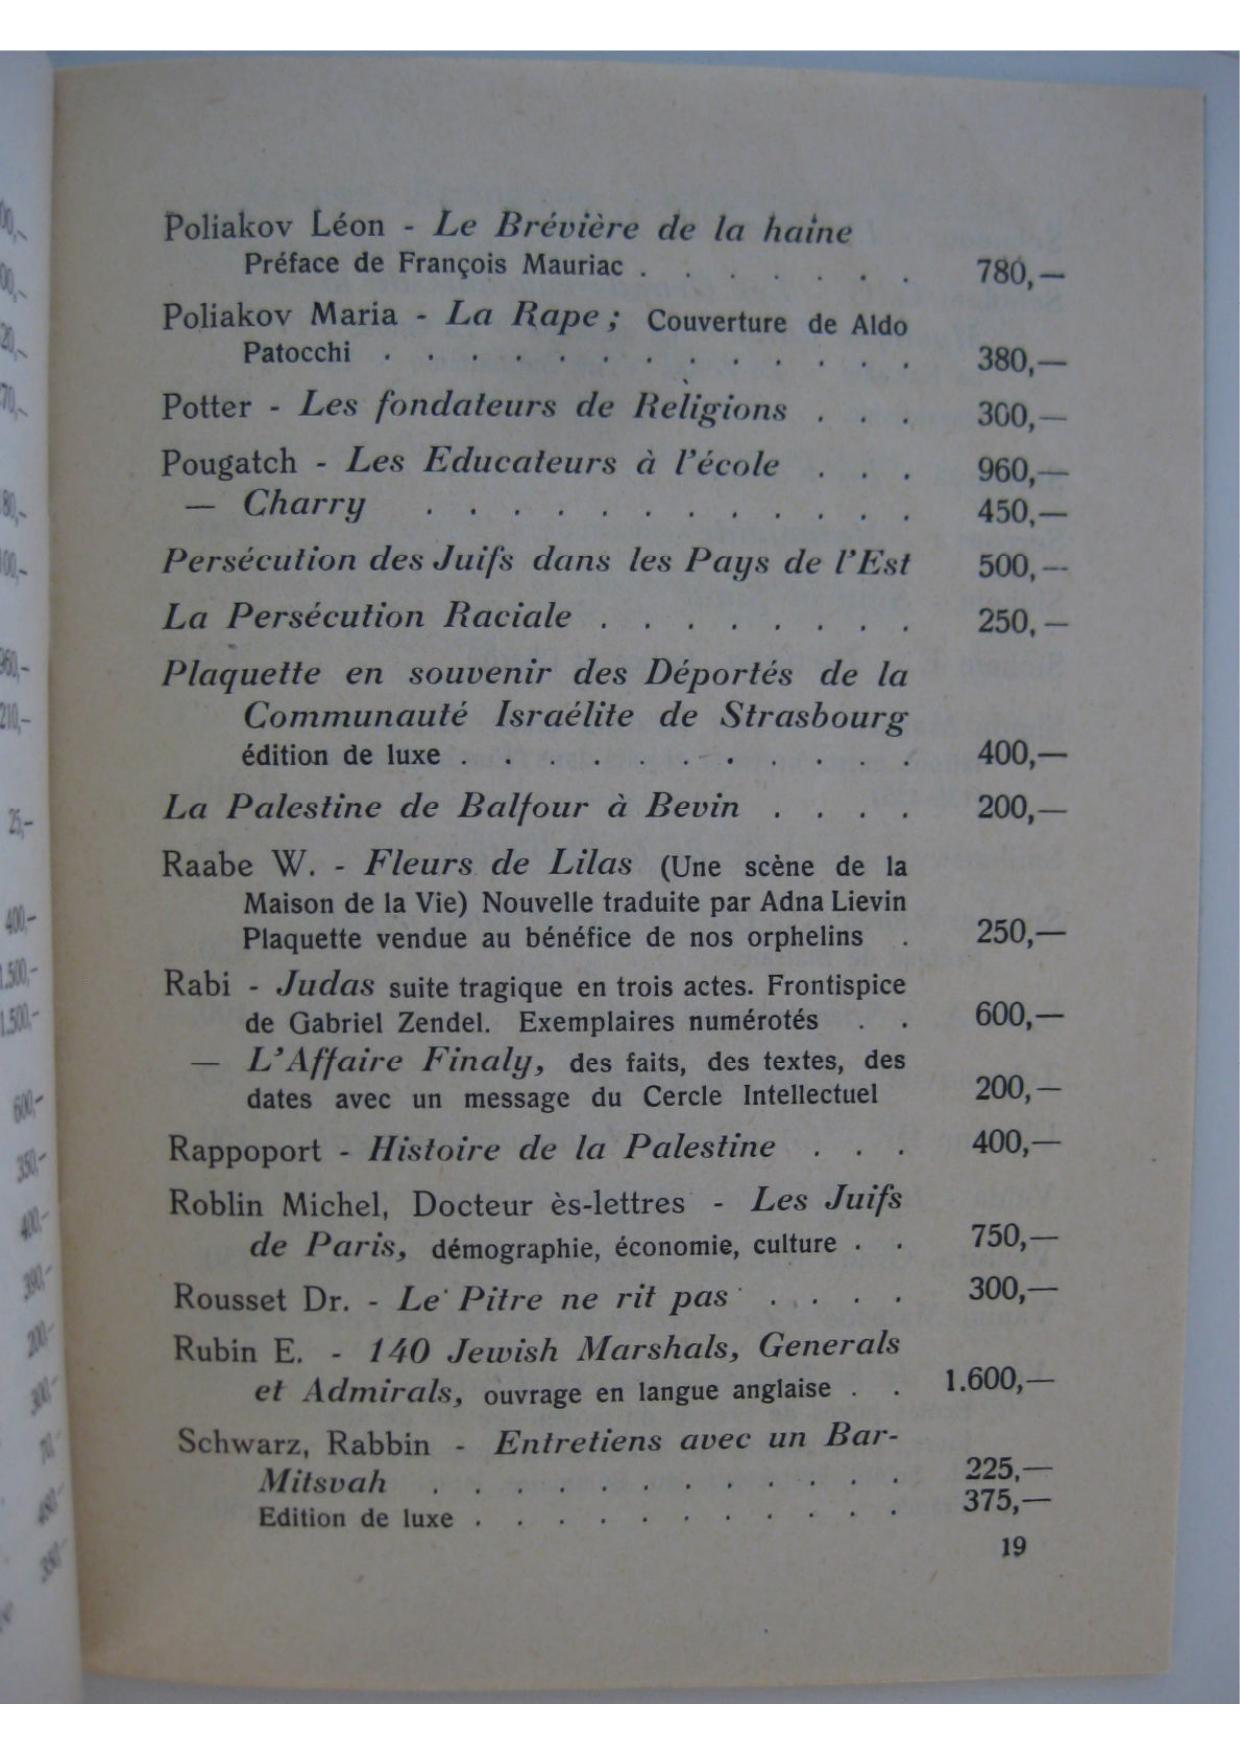 Poliakov Léon - Le Brévière de la haine
Préface de François Mauriac . . . . . . . 780,—
Poliakov Maria - La Rape ; Couverture de Aldo
Patocchi . . . . . . . . . . . . . 380,—
Potter - Les fondateurs de Religions . . . 300,—
Pougatch - Les Educateurs à l'école . . . 960,—
— Charry . . . . . . . . . . . . 450,—
Persécution des Juifs dans les Pays de l'Est 500,—
La Persécution Raciale . . . . . . . . 250,—
Plaquette en souvenir des Déportés de la
Communauté Israélite de Strasbourg
édition de luxe . . . . . . . . . . . 400,—
La Palestine de Balfour à Bevin . . . . 200,—
Raabe W. - Fleurs de Lilas (Une scène de la
Maison de la Vie) Nouvelle traduite par Adna Lievin
Plaquette vendue au bénéfice de nos orphelins . 250,—
Rabi - Judas suite tragique en trois actes. Frontispice
de Gabriel Zendel. Exemplaires numérotés . . 600,—
— L'Affaire Finaly, des faits, des textes, des
dates avec un message du Cercle Intellectuel 200,—
Rappoport - Histoire de la Palestine . . . 400,—
Roblin Michel, Docteur ès-lettres - Les Juifs
de Paris, démographie, économie, culture . . 750,—
Rousset Dr. - Le Pitre ne rit pas . . . . 300,—
Rubin E. - 140 Jewish Marshals, Generals
et Admirals, ouvrage en langue anglaise . . 1.600,—
Schwarz, Rabbin - Entretiens avec un Bar-
Mitsvah . . . . . . . . . . . . 225,—
Edition de luxe . . . . . . . . . . . 375,—
19